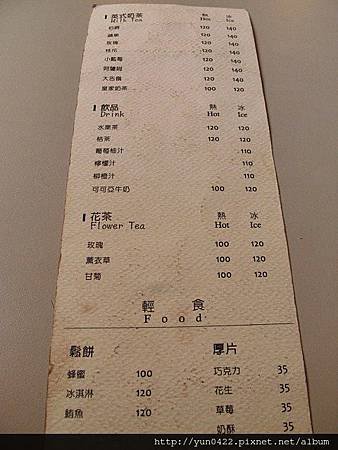 英式奶茶 熱 冰
Milk Tea Hot Ice
伯爵 120 140
蘋果 120 140
玫瑰 120 140
桂花 120 140
小藍莓 120 140
阿薩姆 120 140
大吉嶺 120 140
皇家奶茶 100 120
飲品 熱 冰
Drink Hot Ice
水果茶 120 120
桔茶 120 120
葡萄柚汁 110
檸檬汁 110
柳橙汁 110
可可亞牛奶 100 120
花茶 熱 冰
Flower Tea Hot Ice
玫瑰 100 120
薰衣草 100 120
甘菊 100 120
輕食
Food
鬆餅 厚片
蜂蜜 100 巧克力 35
冰淇淋 120 花生 35
鮪魚 120 草莓 35
奶酥 35
http://yun0422.pixnet.net/album